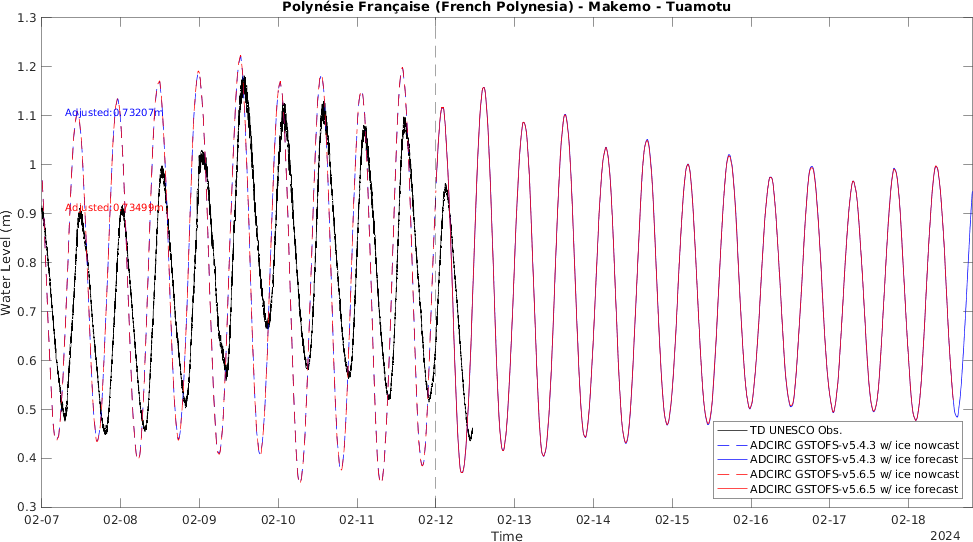 Polynésie Française (French Polynesia) - Makemo - Tuamotu
1.3
1.2
1.1
1
0.9
0.8
0.7
0.6
0.5
0.4
0.3
Water Level (m)
Adjusted:0.73207m
Adjusted:0.73499m
TD UNESCO Obs.
ADCIRC GSTOFS-v5.4.3 w/ ice nowcast
ADCIRC GSTOFS-v5.4.3 w/ ice forecast
ADCIRC GSTOFS-v5.6.5 w/ ice nowcast
ADCIRC GSTOFS-v5.6.5 w/ ice forecast
02-07 02-08 02-09 02-10 02-11 02-12 02-13 02-14 02-15 02-16 02-17 02-18
Time
2024